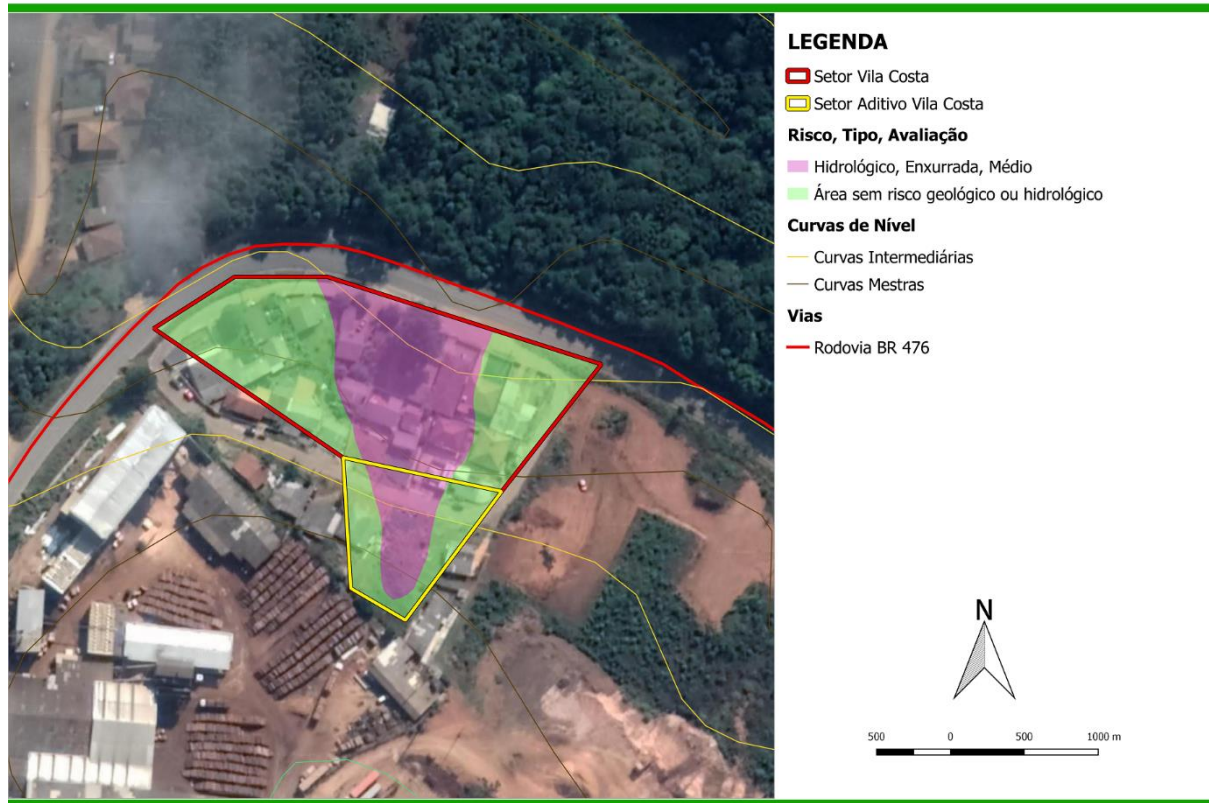 LEGENDA
Setor Vila Costa
Setor Aditivo Vila Costa
Risco, Tipo, Avaliação
Hidrológico, Enxurrada, Médio
Área sem risco geológico ou hidrológico
Curvas de Nível
Curvas Intermediárias
Curvas Mestras
Vias
Rodovia BR 476
N
500 0 500 1000 m